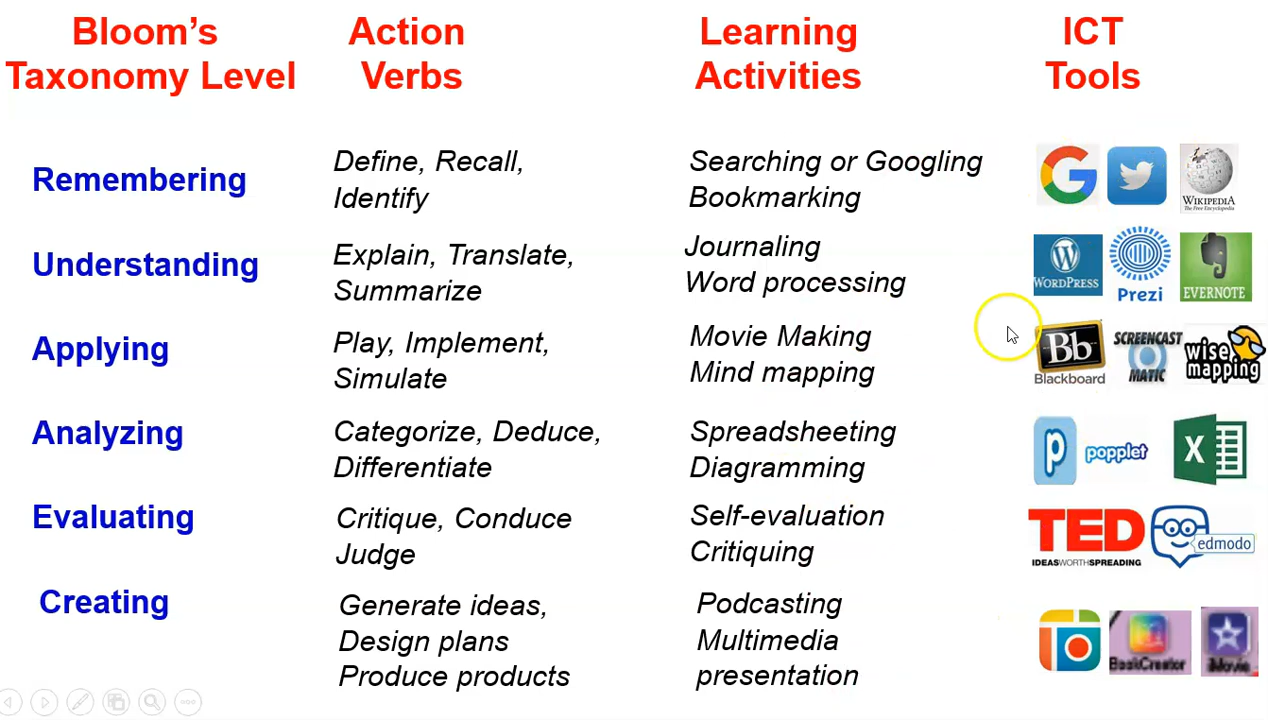 Bloom's
Taxonomy Level
Action
Verbs
Learning
Activities
ICT
Tools
Remembering
Define, Recall,
Identify
Searching or Googling
Bookmarking
WIKIPEDIA
The Free Encyclopedia
Understanding
Explain, Translate,
Summarize
Journaling
Word processing
WORDPRESS
Prezi
EVERNOTE
Applying
Play, Implement,
Simulate
Movie Making
Mind mapping
Bb
Blackboard
SCREENCAST
MATIC
wise
mapping
Analyzing
Categorize, Deduce,
Differentiate
Spreadsheeting
Diagramming
p
popplet
X
Evaluating
Critique, Conduce
Judge
Self-evaluation
Critiquing
TED
IDEAS WORTH SPREADING
edmodo
Creating
Generate ideas,
Design plans
Produce products
Podcasting
Multimedia
presentation
BookCreator
iMovie